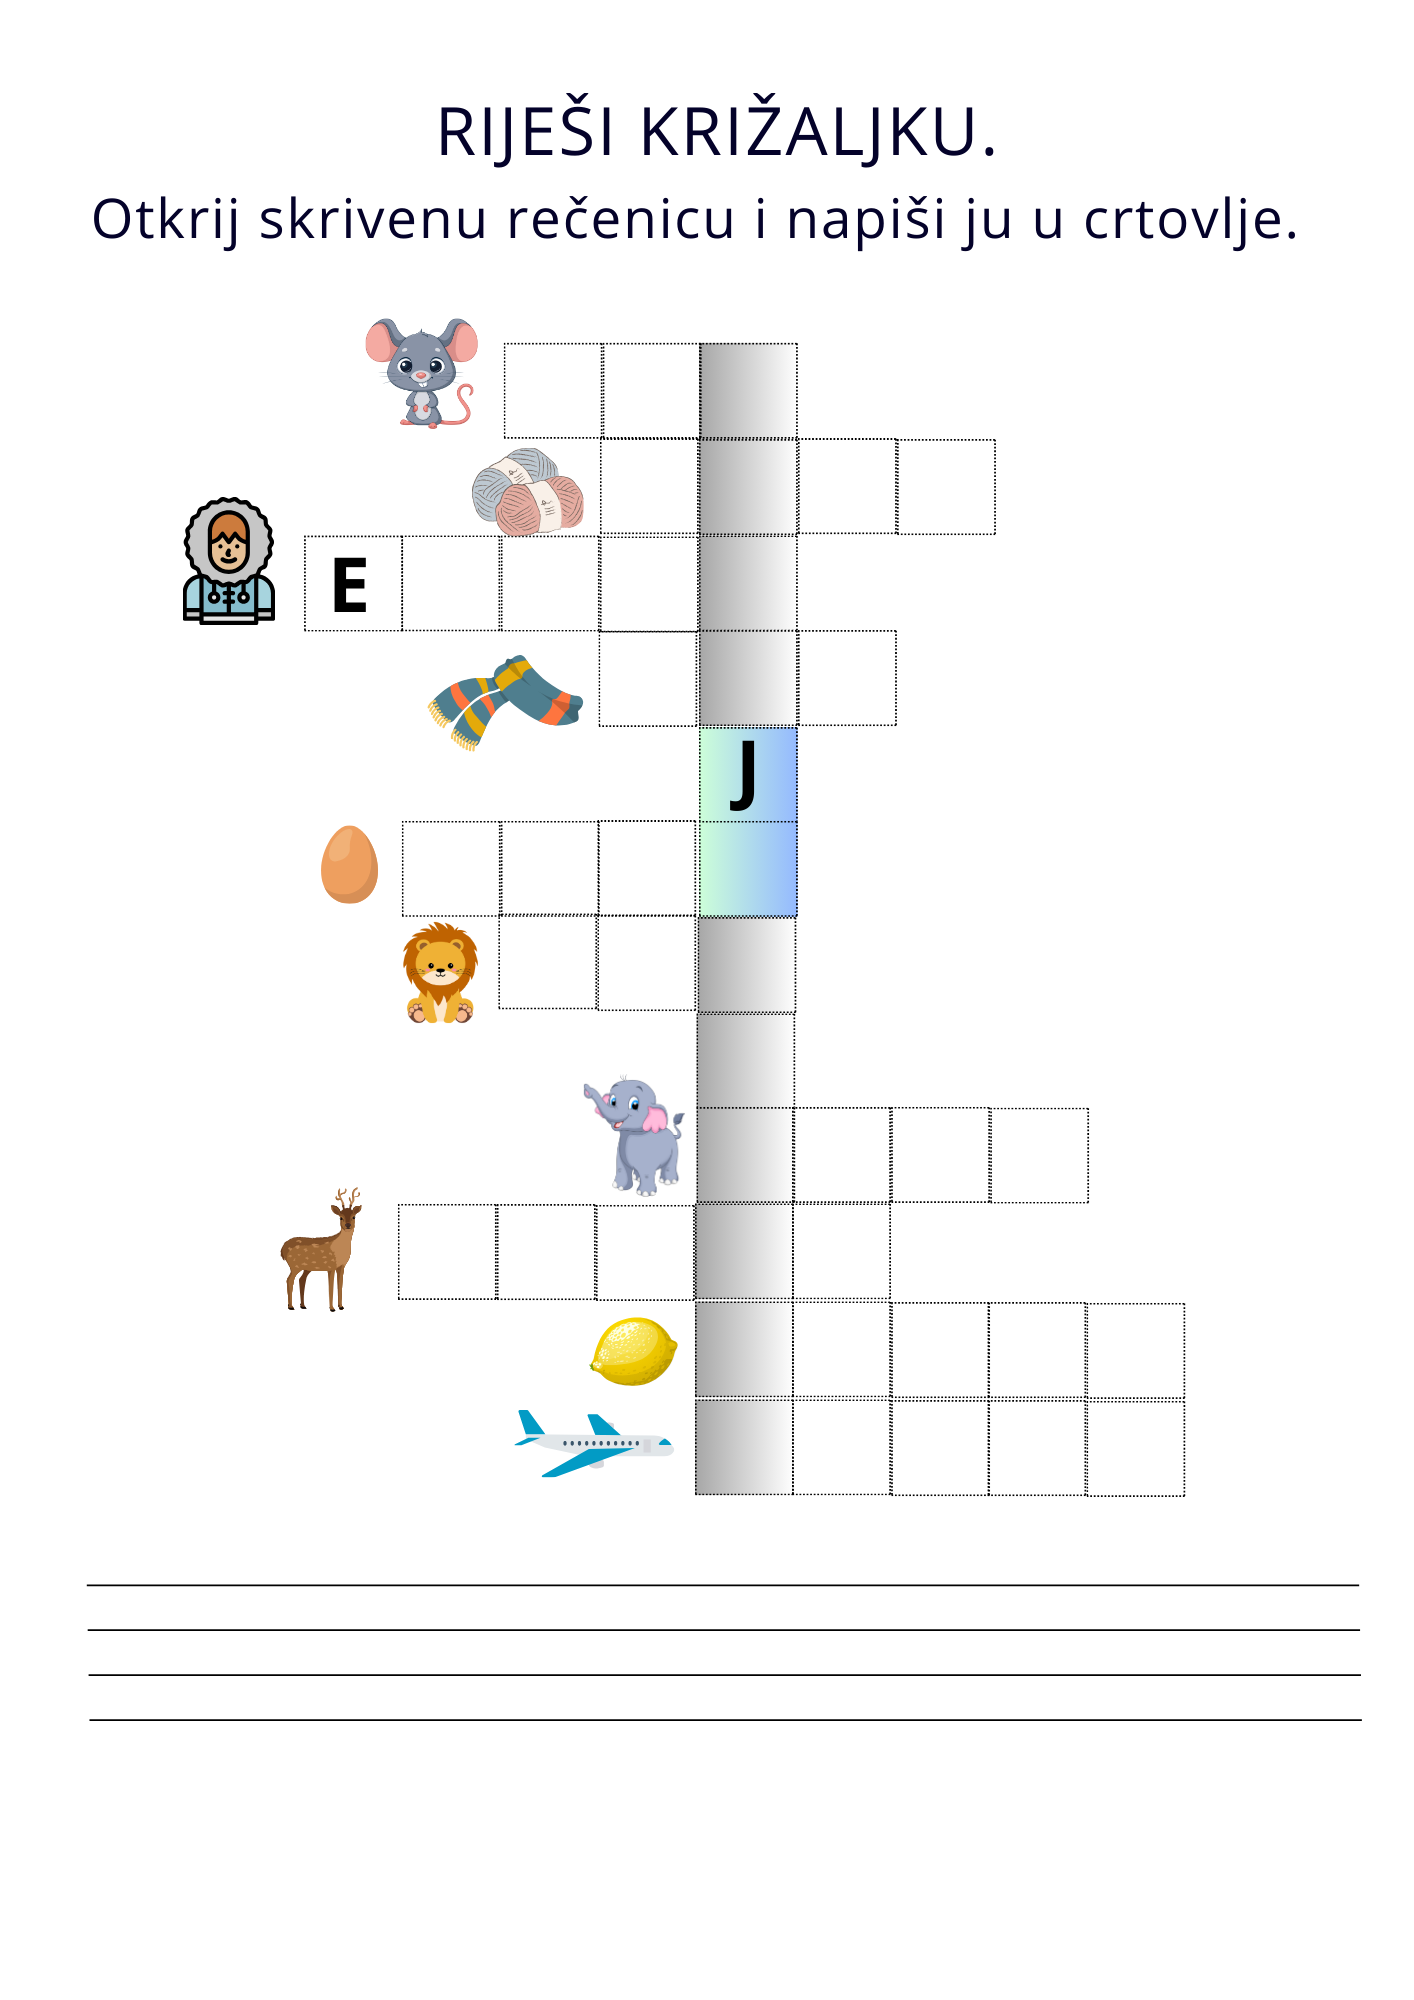 RIJEŠI KRIŽALJKU.
Otkrij skrivenu rečenicu i napiši ju u crtovlje.
E
J